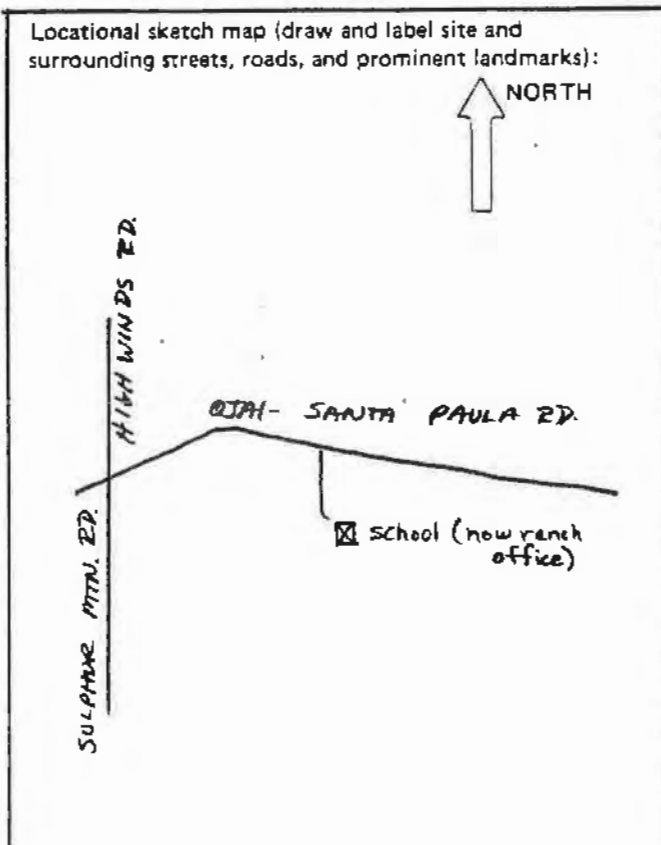 Locational sketch map (draw and label site and
surrounding streets, roads, and prominent landmarks):
NORTH
HIGH WINDS RD.
OJAI- SANTA PAULA RD.
school (now ranch
office)
SULPHUR MTN. RD.